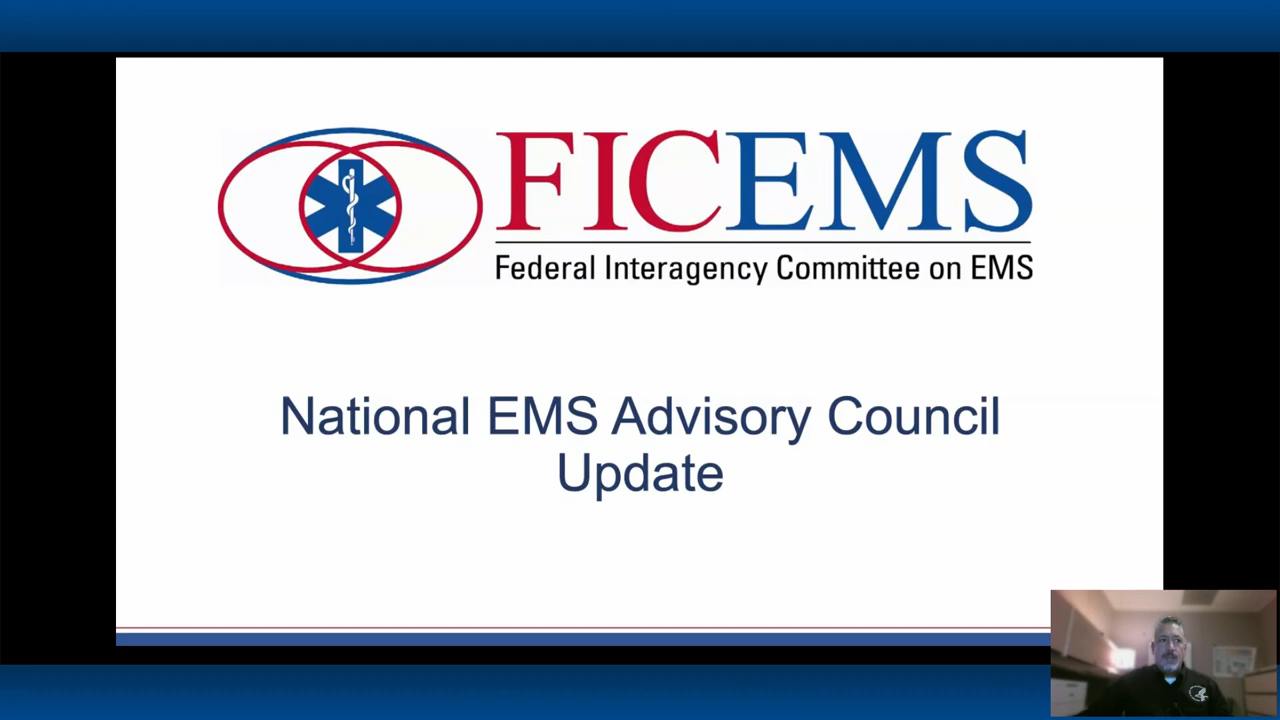 FICEMS
Federal Interagency Committee on EMS
National EMS Advisory Council
Update